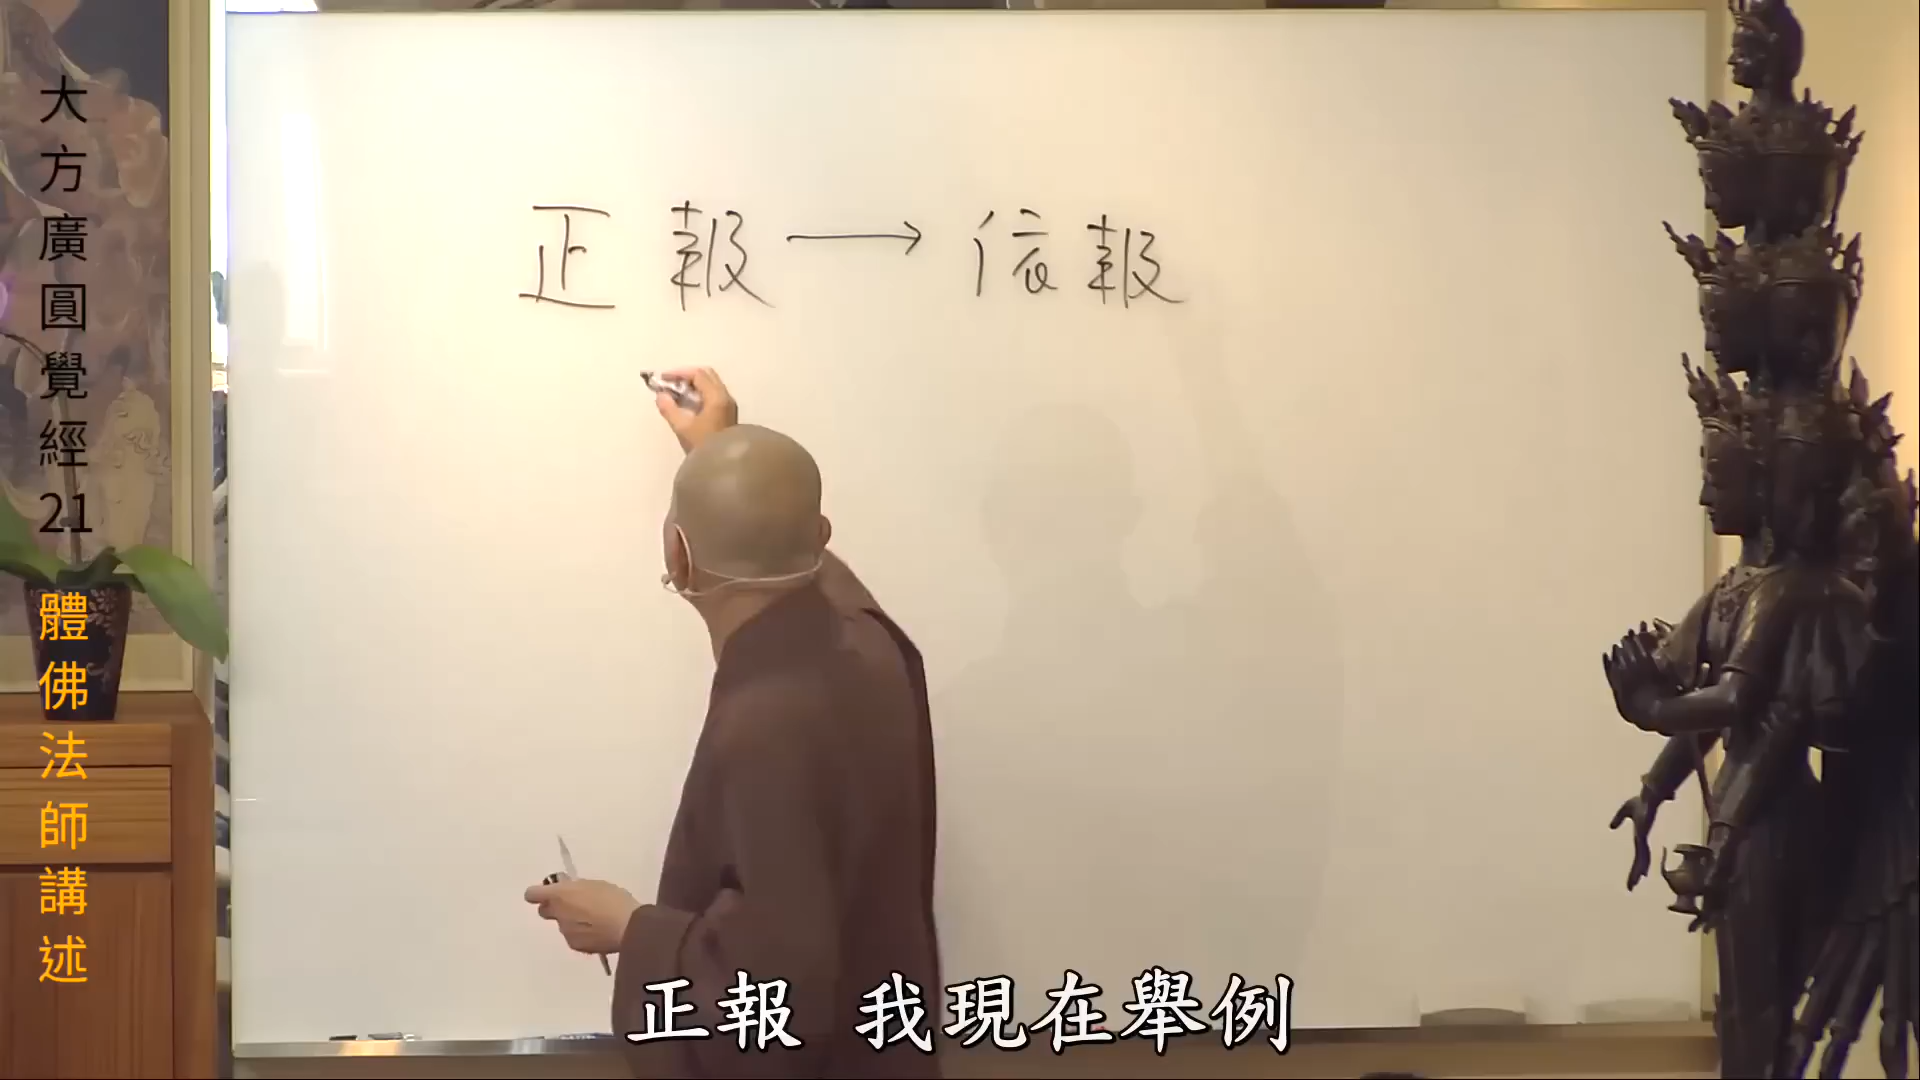 大方廣圓覺經21
體佛法師講述
正報→依報
正報 我現在舉例